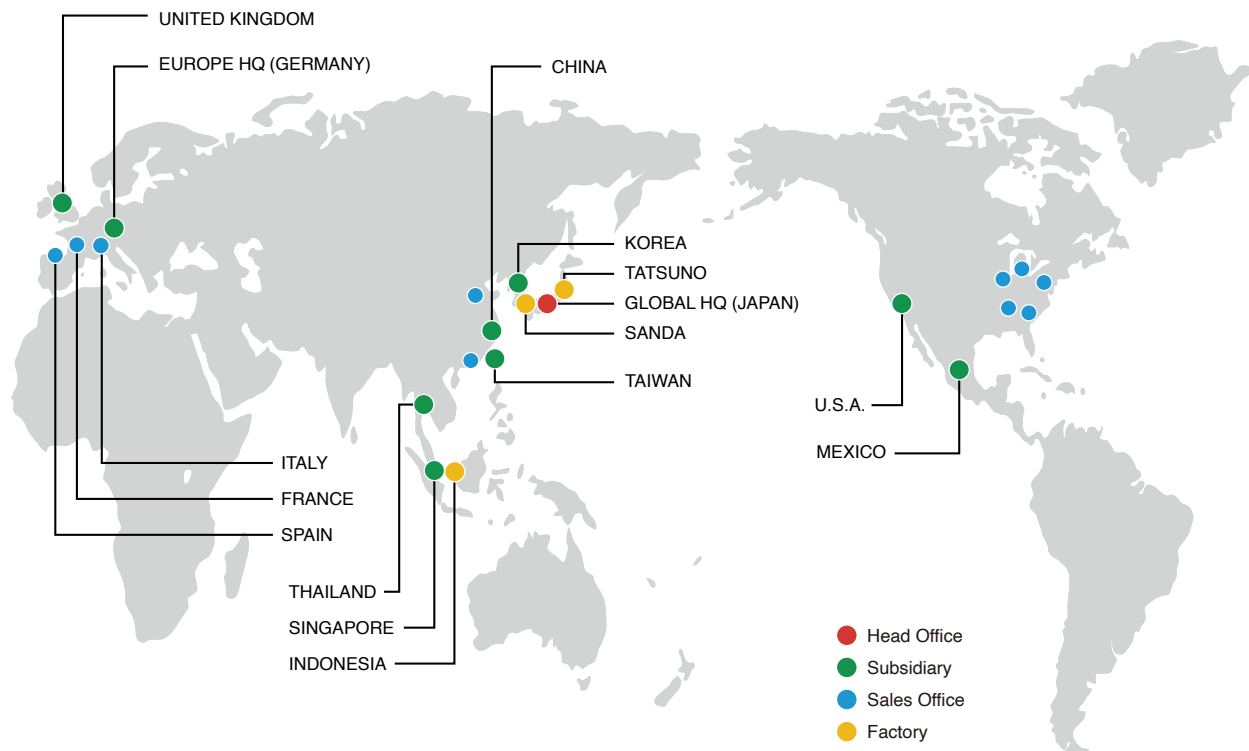 UNITED KINGDOM
EUROPE HQ (GERMANY)
CHINA
KOREA
TATSUNO
GLOBAL HQ (JAPAN)
SANDA
TAIWAN
U.S.A.
MEXICO
ITALY
FRANCE
SPAIN
THAILAND
SINGAPORE
INDONESIA
Head Office
Subsidiary
Sales Office
Factory